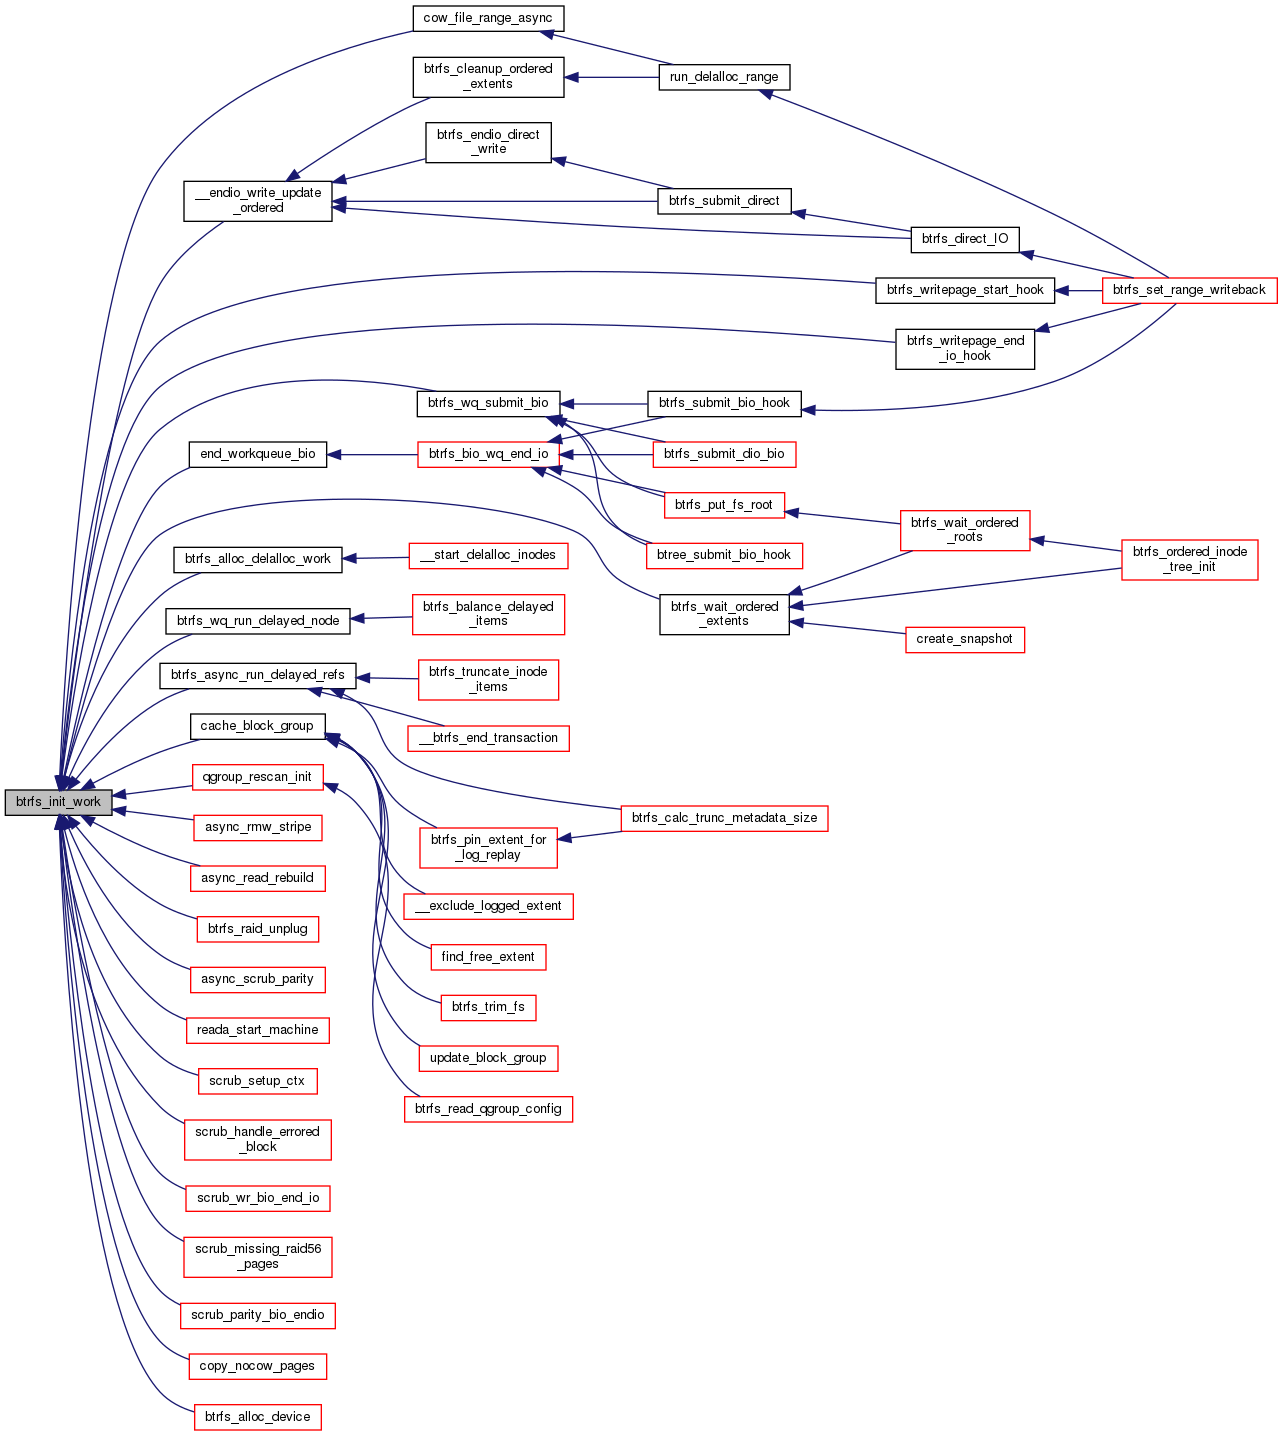 cow_file_range_async
btrfs_cleanup_ordered
_extents
run_delalloc_range
btrfs_endio_direct
_write
__endio_write_update
_ordered
btrfs_submit_direct
btrfs_direct_IO
btrfs_writepage_start_hook
btrfs_set_range_writeback
btrfs_writepage_end
_io_hook
btrfs_wq_submit_bio
btrfs_submit_bio_hook
end_workqueue_bio
btrfs_bio_wq_end_io
btrfs_submit_dio_bio
btrfs_put_fs_root
btrfs_wait_ordered
_roots
btrfs_alloc_delalloc_work
__start_delalloc_inodes
btree_submit_bio_hook
btrfs_ordered_inode
_tree_init
btrfs_wq_run_delayed_node
btrfs_balance_delayed
_items
btrfs_wait_ordered
_extents
create_snapshot
btrfs_async_run_delayed_refs
btrfs_truncate_inode
_items
cache_block_group
__btrfs_end_transaction
qgroup_rescan_init
btrfs_init_work
async_rmw_stripe
btrfs_calc_trunc_metadata_size
btrfs_pin_extent_for
_log_replay
async_read_rebuild
__exclude_logged_extent
btrfs_raid_unplug
find_free_extent
async_scrub_parity
btrfs_trim_fs
reada_start_machine
update_block_group
scrub_setup_ctx
btrfs_read_qgroup_config
scrub_handle_errored
_block
scrub_wr_bio_end_io
scrub_missing_raid56
_pages
scrub_parity_bio_endio
copy_nocow_pages
btrfs_alloc_device